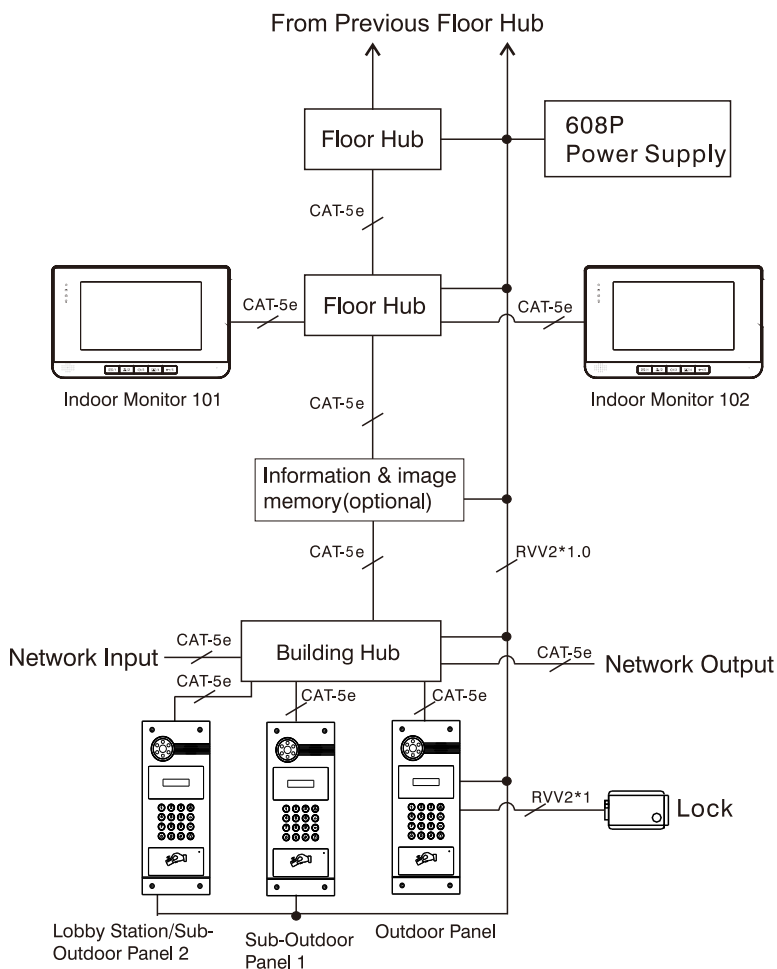 From Previous Floor Hub
Floor Hub
608P
Power Supply
CAT-5e
CAT-5e
Floor Hub
CAT-5e
Indoor Monitor 101
Indoor Monitor 102
CAT-5e
Information & image
memory(optional)
CAT-5e
RVV2*1.0
Network Input
CAT-5e
Building Hub
CAT-5e
Network Output
CAT-5e
CAT-5e
CAT-5e
RVV2*1
Lock
Lobby Station/Sub-
Outdoor Panel 2
Sub-Outdoor
Panel 1
Outdoor Panel